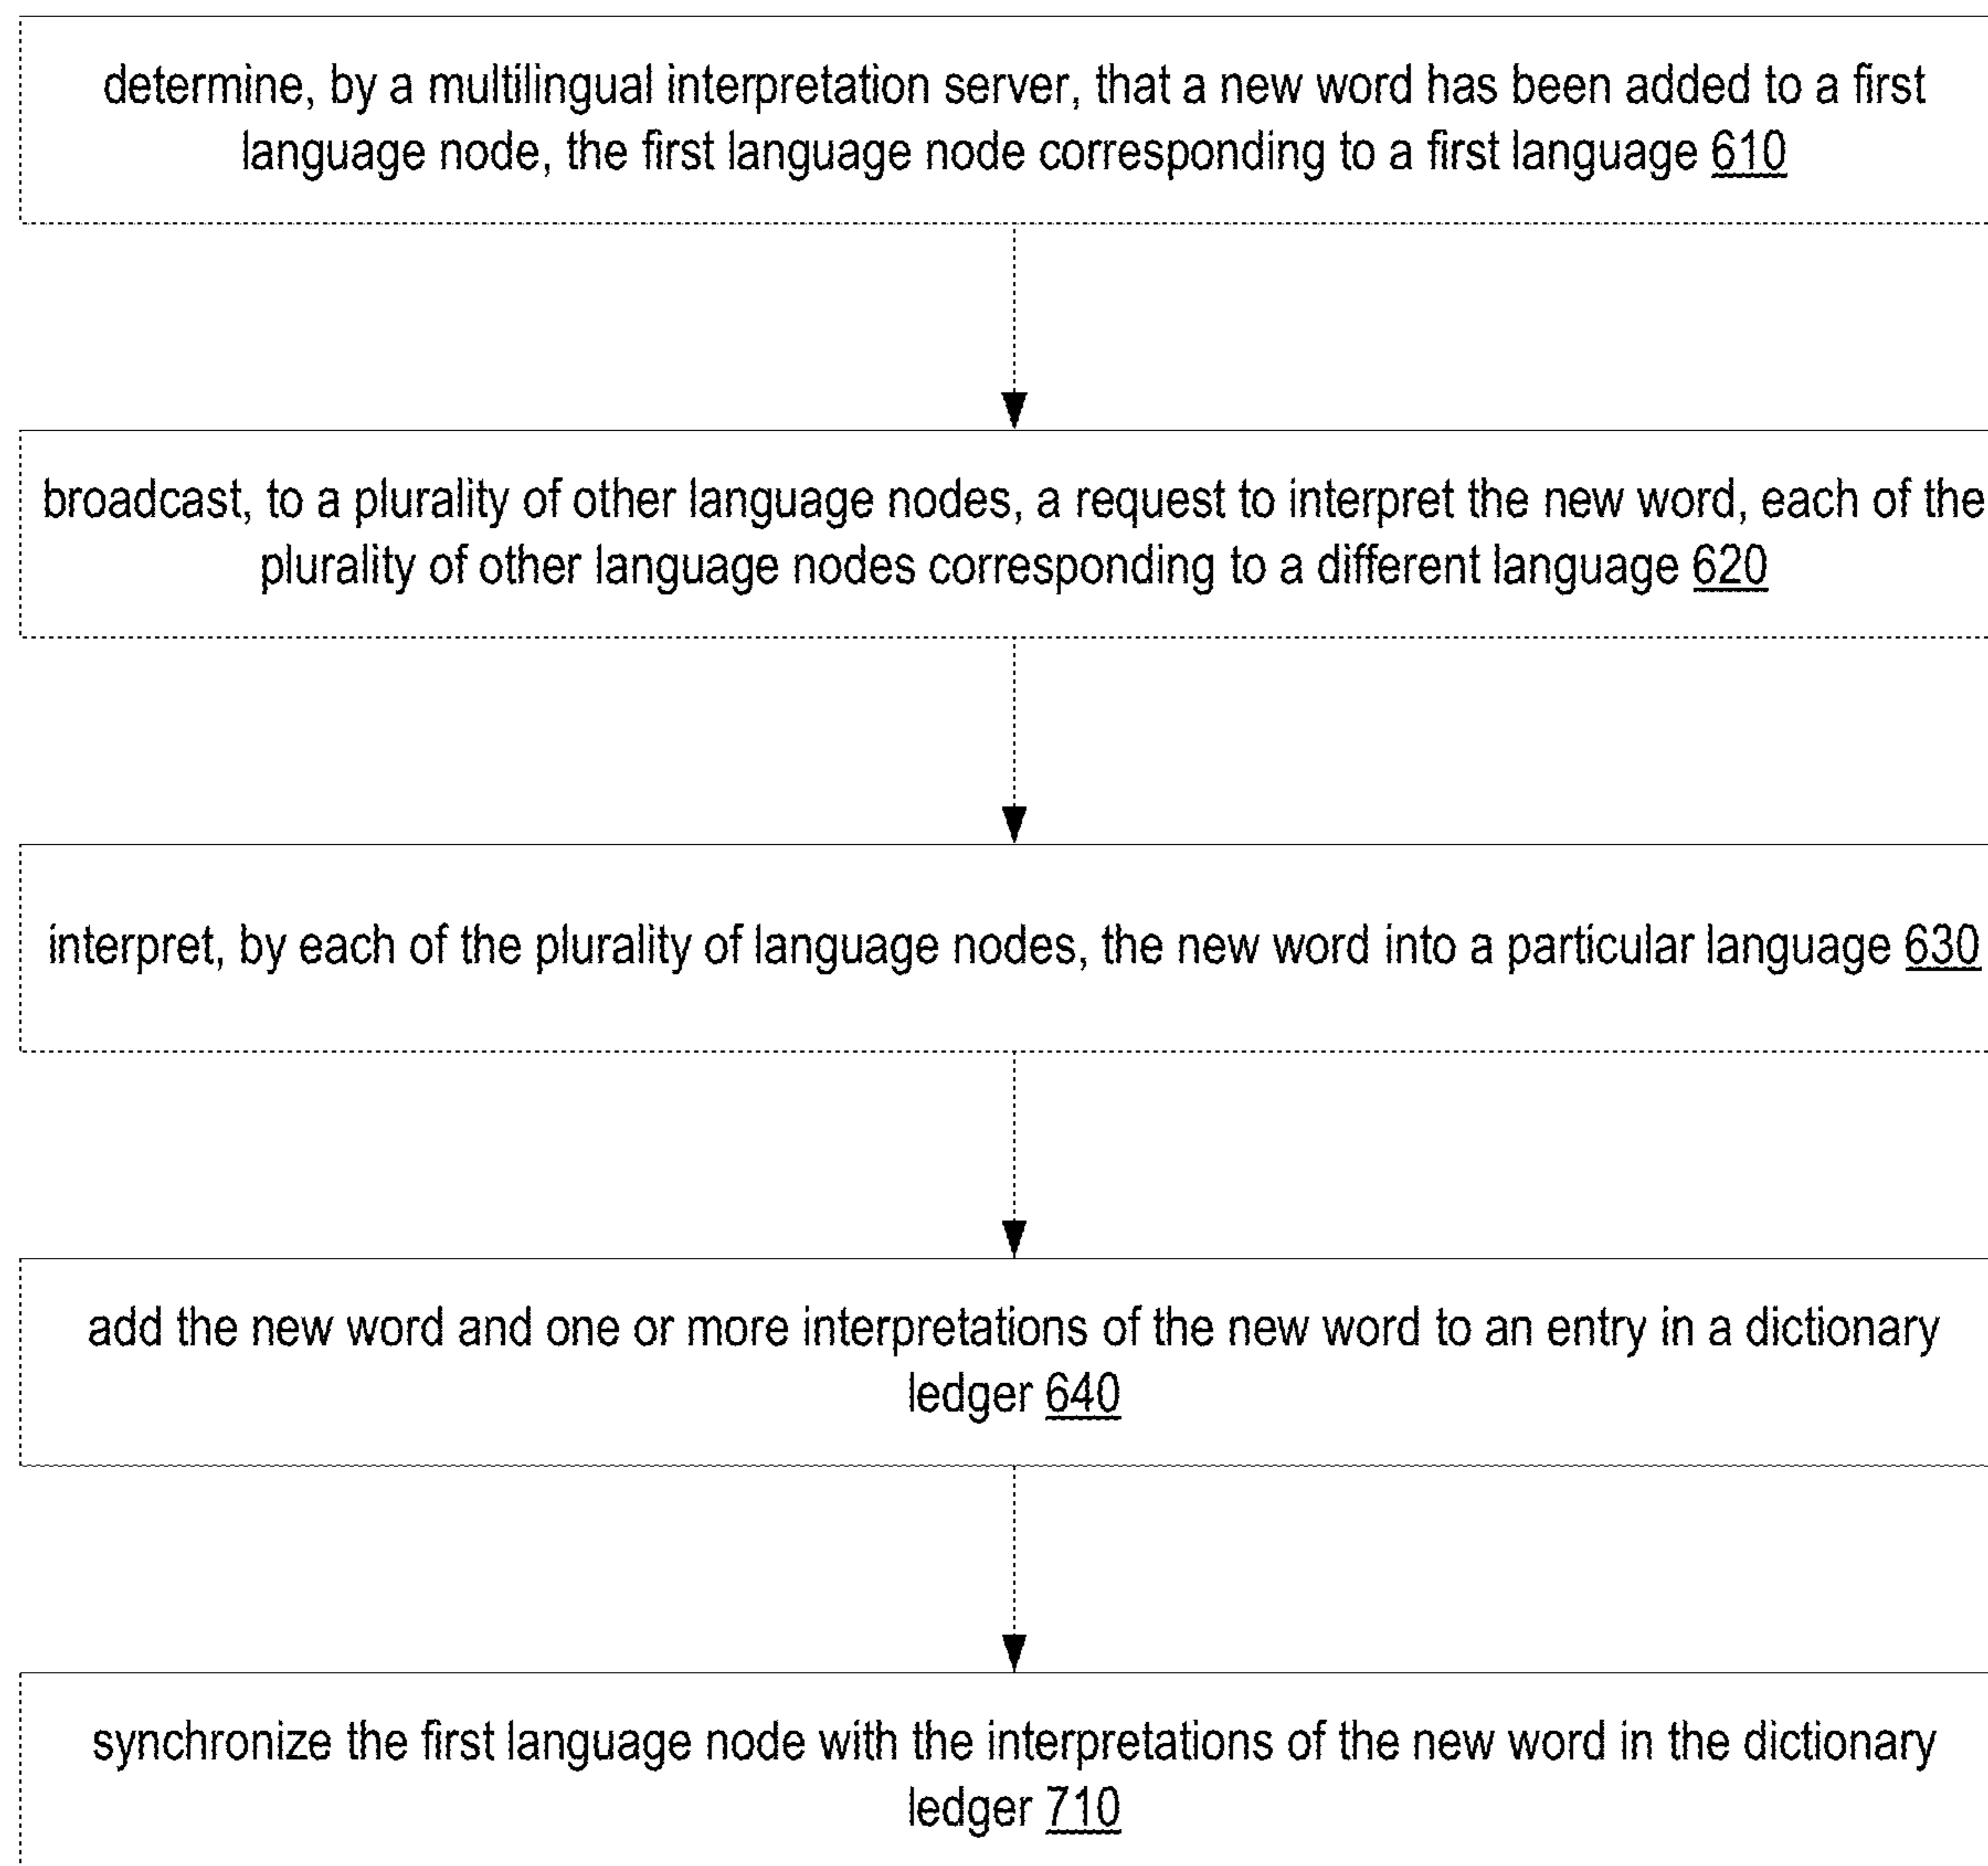 determine, by a multilingual interpretation server, that a new word has been added to a first
language node, the first language node corresponding to a first language 610
broadcast, to a plurality of other language nodes, a request to interpret the new word, each of the
plurality of other language nodes corresponding to a different language 620
interpret, by each of the plurality of language nodes, the new word into a particular language 630
add the new word and one or more interpretations of the new word to an entry in a dictionary
ledger 640
synchronize the first language node with the interpretations of the new word in the dictionary
ledger 710